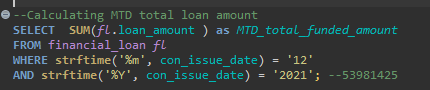 --Calculating MTD total loan amount
SELECT  SUM(fl.loan_amount ) as MTD_total_funded_amount
FROM financial_loan fl
WHERE strftime('%m', con_issue_date) = '12'
AND strftime('%Y', con_issue_date) = '2021'; --53981425